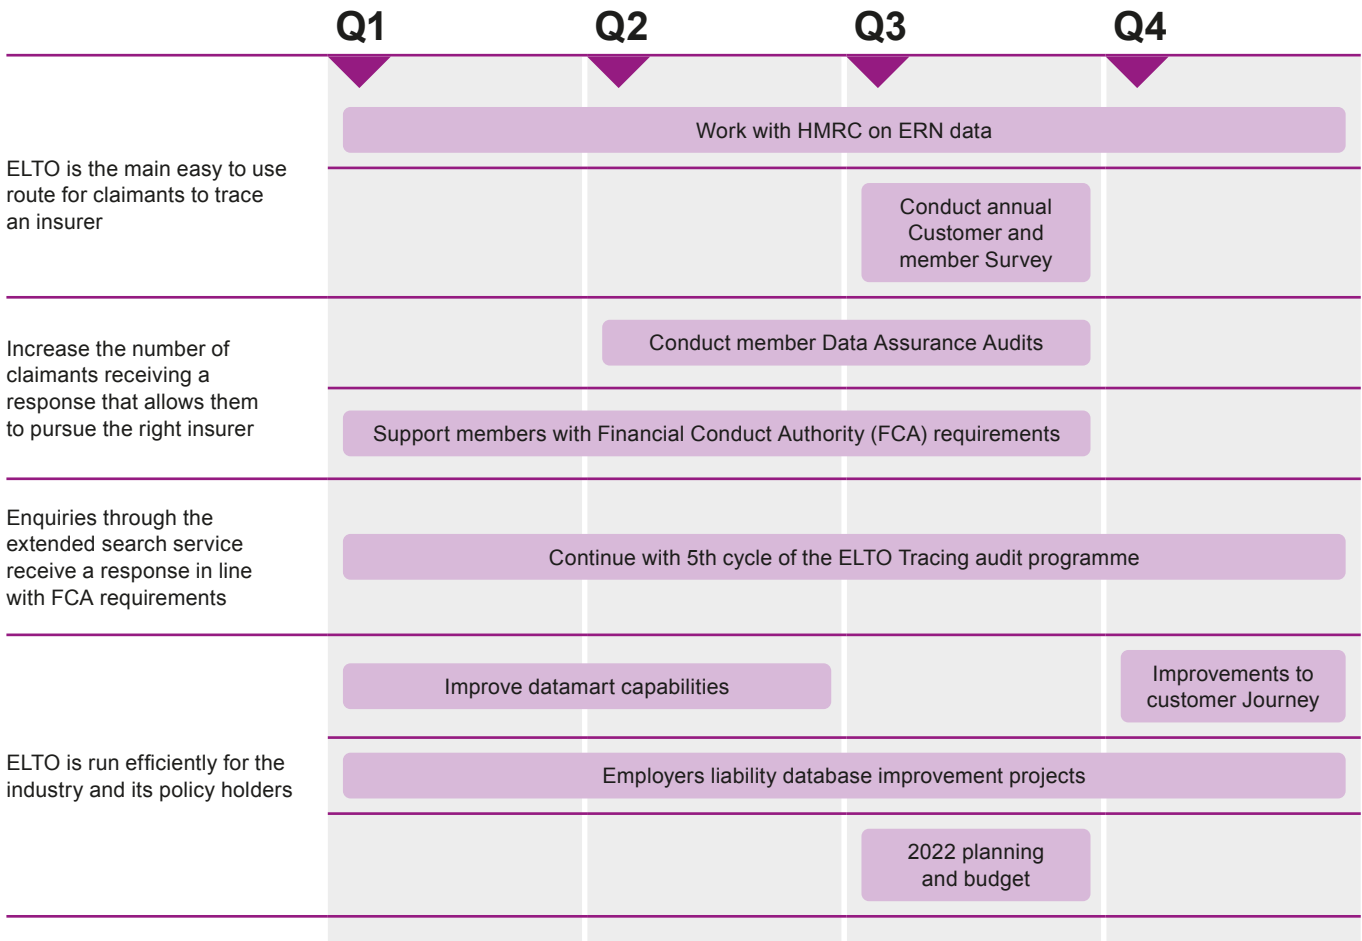 Q1 Q2 Q3 Q4
ELTO is the main easy to use
route for claimants to trace
an insurer
Work with HMRC on ERN data
Conduct annual
Customer and
member Survey
Increase the number of
claimants receiving a
response that allows them
to pursue the right insurer
Conduct member Data Assurance Audits
Support members with Financial Conduct Authority (FCA) requirements
Enquiries through the
extended search service
receive a response in line
with FCA requirements
Continue with 5th cycle of the ELTO Tracing audit programme
ELTO is run efficiently for the
industry and its policy holders
Improve datamart capabilities
Improvements to
customer Journey
Employers liability database improvement projects
2022 planning
and budget